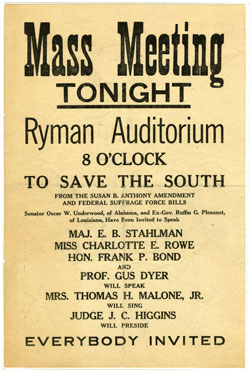 Mass Meeting
TONIGHT
Ryman Auditorium
8 O'CLOCK
TO SAVE THE SOUTH
FROM THE SUSAN B. ANTHONY AMENDMENT
AND FEDERAL SUFFRAGE FORCE BILLS
Senator Oscar W. Underwood, of Alabama, and Ex-Gov. Ruffin G. Pleasant,
of Louisiana, Have Been Invited to Speak
MAJ. E. B. STAHLMAN
MISS CHARLOTTE E. ROWE
HON. FRANK P. BOND
AND
PROF. GUS DYER
WILL SPEAK
MRS. THOMAS H. MALONE, JR.
WILL SING
JUDGE J. C. HIGGINS
WILL PRESIDE
EVERYBODY INVITED